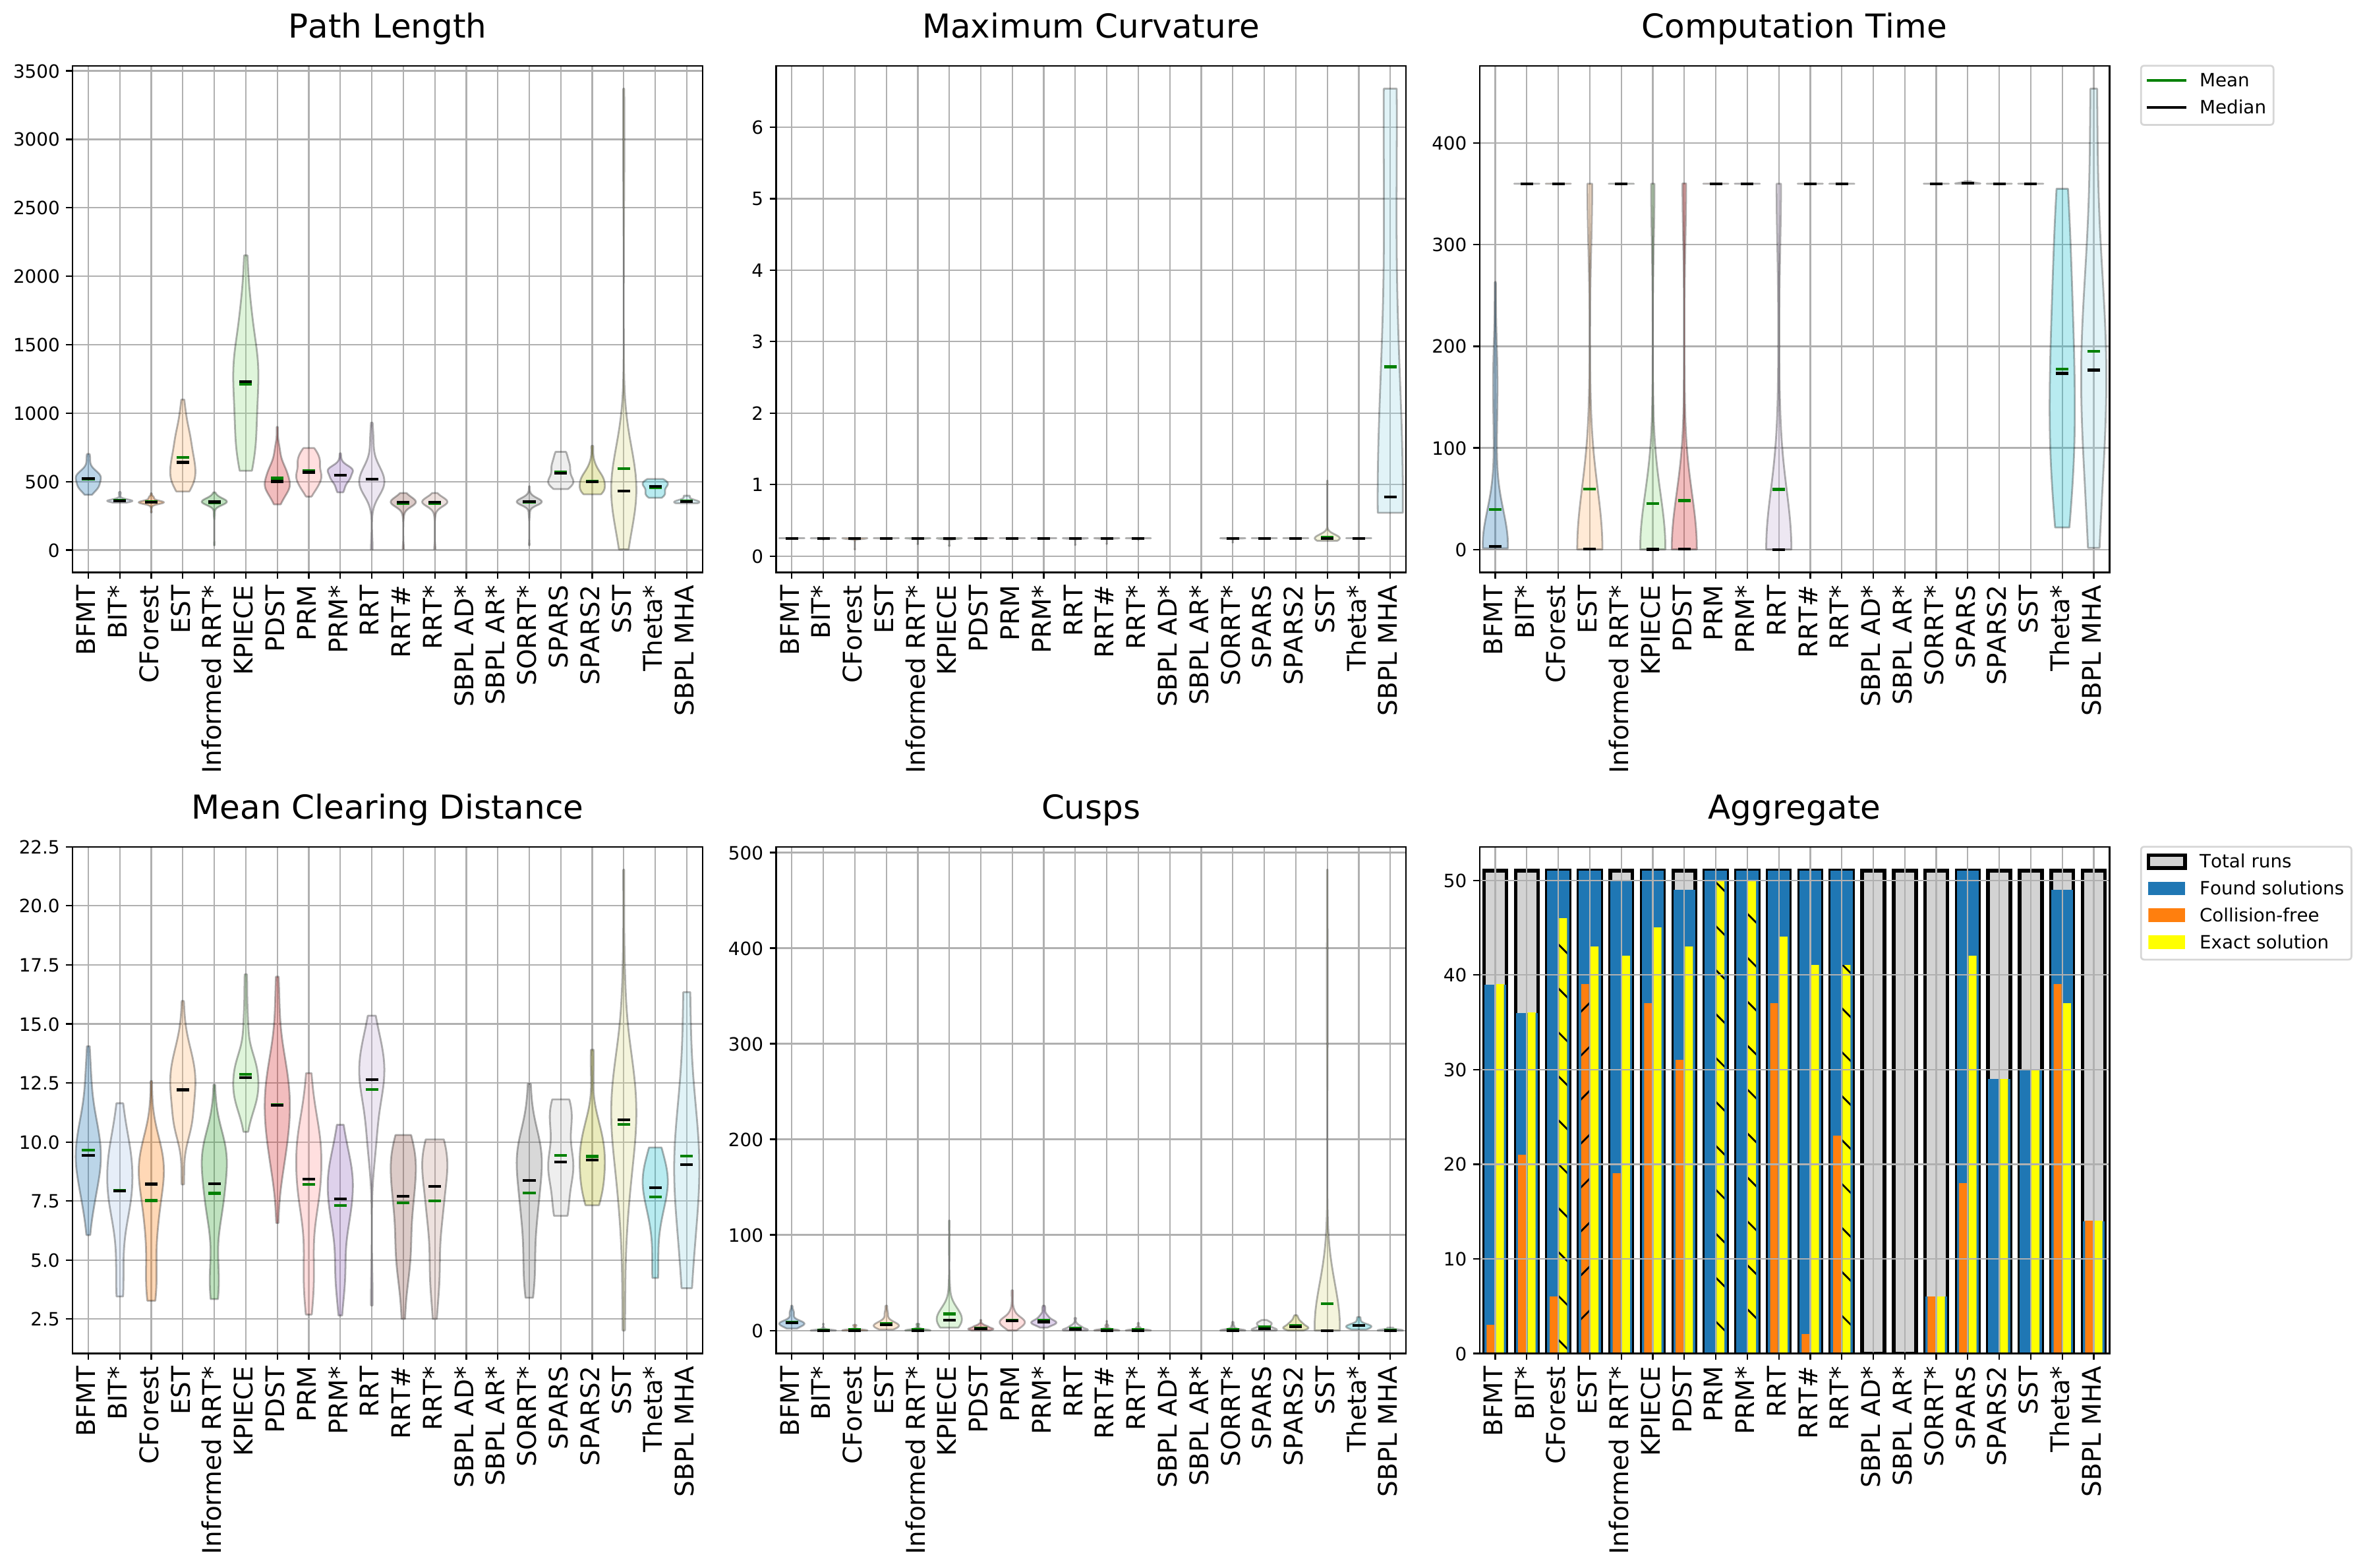 Path Length
3500
3000
2500
2000
1500
1000
500
0
BFMT
BIT*
CForest
EST
Informed RRT*
KPIECE
PDST
PRM
PRM*
RRT
RRT#
RRT*
SBPL AD*
SBPL AR*
SORRT*
SPARS
SPARS2
SST
Theta*
SBPL MHA
Maximum Curvature
6
5
4
3
2
1
0
BFMT
BIT*
CForest
EST
Informed RRT*
KPIECE
PDST
PRM
PRM*
RRT
RRT#
RRT*
SBPL AD*
SBPL AR*
SORRT*
SPARS
SPARS2
SST
Theta*
SBPL MHA
Computation Time
400
300
200
100
0
BFMT
BIT*
CForest
EST
Informed RRT*
KPIECE
PDST
PRM
PRM*
RRT
RRT#
RRT*
SBPL AD*
SBPL AR*
SORRT*
SPARS
SPARS2
SST
Theta*
SBPL MHA
Mean
Median
Mean Clearing Distance
22.5
20.0
17.5
15.0
12.5
10.0
7.5
5.0
2.5
BFMT
BIT*
CForest
EST
Informed RRT*
KPIECE
PDST
PRM
PRM*
RRT
RRT#
RRT*
SBPL AD*
SBPL AR*
SORRT*
SPARS
SPARS2
SST
Theta*
SBPL MHA
Cusps
500
400
300
200
100
0
BFMT
BIT*
CForest
EST
Informed RRT*
KPIECE
PDST
PRM
PRM*
RRT
RRT#
RRT*
SBPL AD*
SBPL AR*
SORRT*
SPARS
SPARS2
SST
Theta*
SBPL MHA
Aggregate
50
40
30
20
10
0
BFMT
BIT*
CForest
EST
Informed RRT*
KPIECE
PDST
PRM
PRM*
RRT
RRT#
RRT*
SBPL AD*
SBPL AR*
SORRT*
SPARS
SPARS2
SST
Theta*
SBPL MHA
Total runs
Found solutions
Collision-free
Exact solution